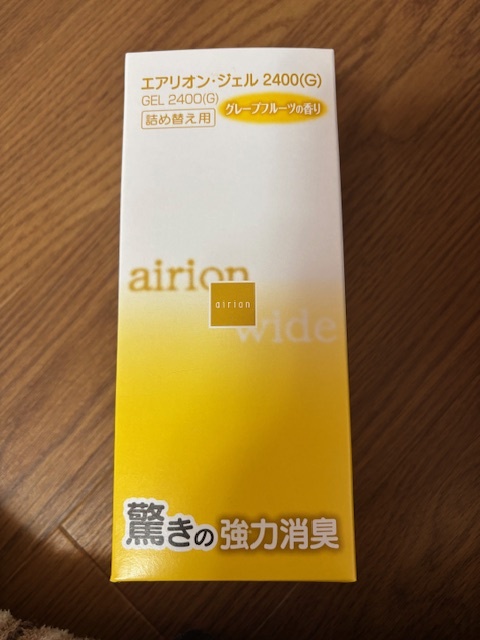 エアリオン・ジェル 2400(G)
GEL 2400(G)
グレープフルーツの香り
詰め替え用
airion
airion
wide
驚きの強力消臭